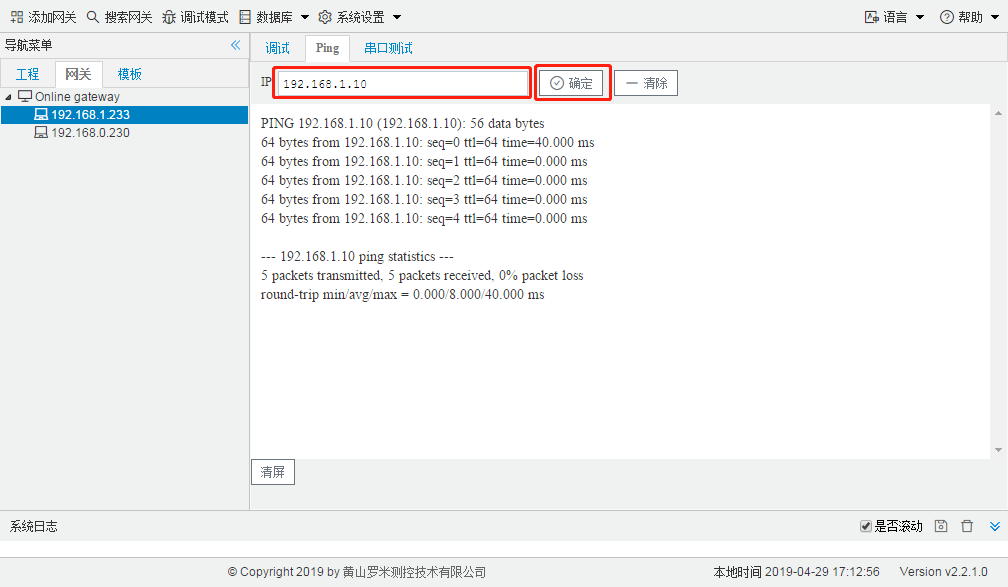 添加网关 搜索网关 调试模式 数据库 系统设置 语言 帮助
导航菜单
工程 网关 模板
Online gateway
192.168.1.233
192.168.0.230
调试 Ping 串口测试
IP 192.168.1.10 确定 清除
PING 192.168.1.10 (192.168.1.10): 56 data bytes
64 bytes from 192.168.1.10: seq=0 ttl=64 time=40.000 ms
64 bytes from 192.168.1.10: seq=1 ttl=64 time=0.000 ms
64 bytes from 192.168.1.10: seq=2 ttl=64 time=0.000 ms
64 bytes from 192.168.1.10: seq=3 ttl=64 time=0.000 ms
64 bytes from 192.168.1.10: seq=4 ttl=64 time=0.000 ms
--- 192.168.1.10 ping statistics ---
5 packets transmitted, 5 packets received, 0% packet loss
round-trip min/avg/max = 0.000/8.000/40.000 ms
清屏
系统日志 是否滚动
© Copyright 2019 by 黄山罗米测控技术有限公司 本地时间 2019-04-29 17:12:56 Version v2.2.1.0